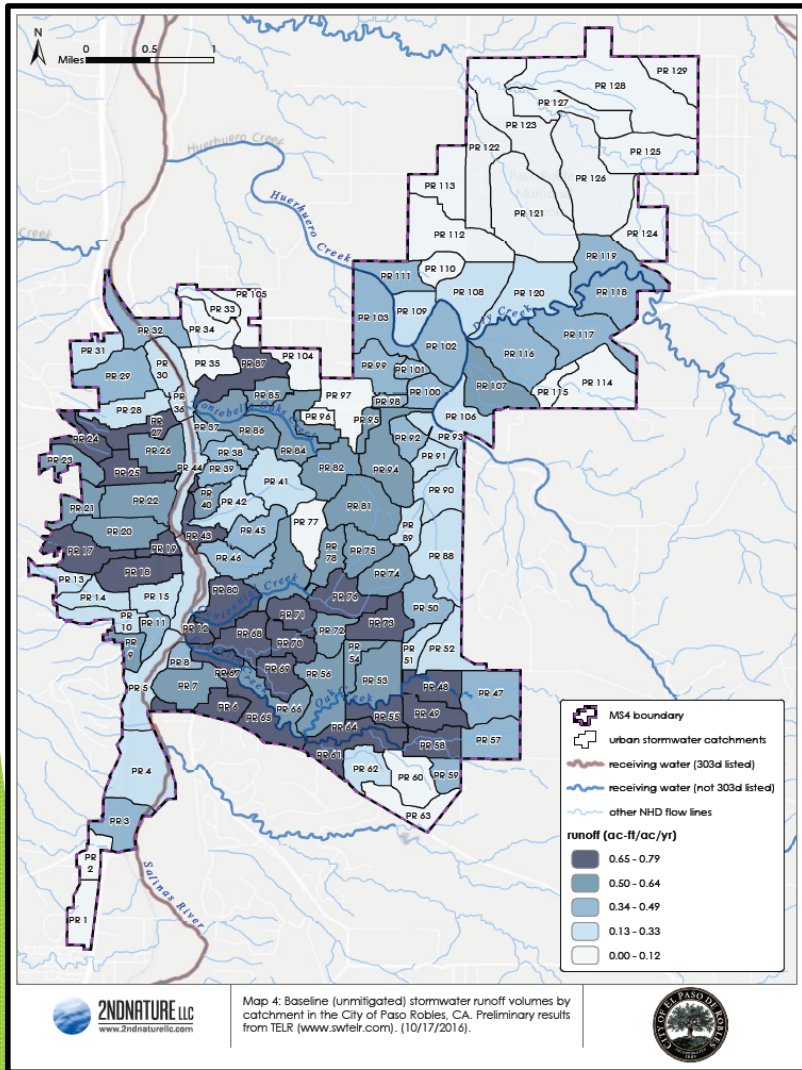 N
0 0.5 1
Miles
PR 129
PR 128
PR 127
PR 123
PR 125
PR 122
PR 126
PR 113
PR 121
PR 124
PR 112
Huerhuero Creek
Huerhuero Creek
Creek
PR 119
PR 110
PR 111
PR 108
PR 120
PR 118
PR 109
PR 105
PR 33
PR 103
Dry Creek
PR 32
PR 34
PR 117
PR 102
PR 31
PR 104
PR 116
PR 30
PR 35
PR 87
PR 99
PR 101
PR 29
PR 107
PR 114
PR 97
PR 100
PR 115
PR 85
PR 98
PR 36
PR 28
PR 96
PR 95
PR 106
PR 27
PR 37
PR 86
PR 92
PR 93
PR 24
PR 26
PR 38
PR 84
PR 91
PR 23
PR 44
PR 39
PR 82
PR 94
PR 25
PR 41
PR 90
PR 22
PR 40
PR 42
PR 21
PR 81
PR 77
PR 20
PR 43
PR 45
PR 89
PR 19
PR 17
PR 46
PR 78
PR 75
PR 88
PR 18
PR 74
PR 13
PR 80
Centennial Creek
PR 76
PR 14
PR 15
PR 71
PR 50
PR 10
PR 11
PR 12
PR 68
PR 72
PR 73
PR 70
PR 9
PR 8
PR 54
PR 51
PR 52
PR 67
PR 69
PR 56
PR 5
PR 7
PR 53
PR 48
PR 47
Oak Creek
PR 6
PR 66
PR 65
PR 55
PR 49
PR 64
PR 57
PR 61
PR 58
PR 4
PR 62
PR 60
PR 59
PR 3
PR 63
PR 2
PR 1
Salinas River
MS4 boundary
urban stormwater catchments
receiving water (303d listed)
receiving water (not 303d listed)
other NHD flow lines
runoff (ac-ft/ac/yr)
0.65 - 0.79
0.50 - 0.64
0.34 - 0.49
0.13 - 0.33
0.00 - 0.12
2NDNATURE LLC
www.2ndnaturellc.com
Map 4: Baseline (unmitigated) stormwater runoff volumes by
catchment in the City of Paso Robles, CA. Preliminary results
from TELR (www.swtelr.com). (10/17/2016).
CITY OF EL PASO DE ROBLES